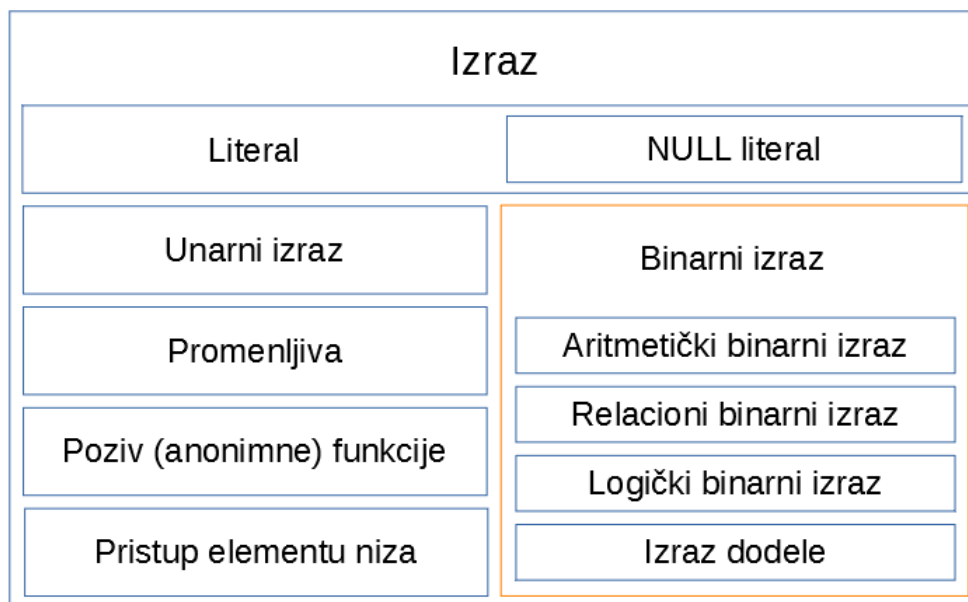 Izraz
Literal
NULL literal
Unarni izraz
Promenljiva
Poziv (anonimne) funkcije
Pristup elementu niza
Binarni izraz
Aritmetički binarni izraz
Relacioni binarni izraz
Logički binarni izraz
Izraz dodele